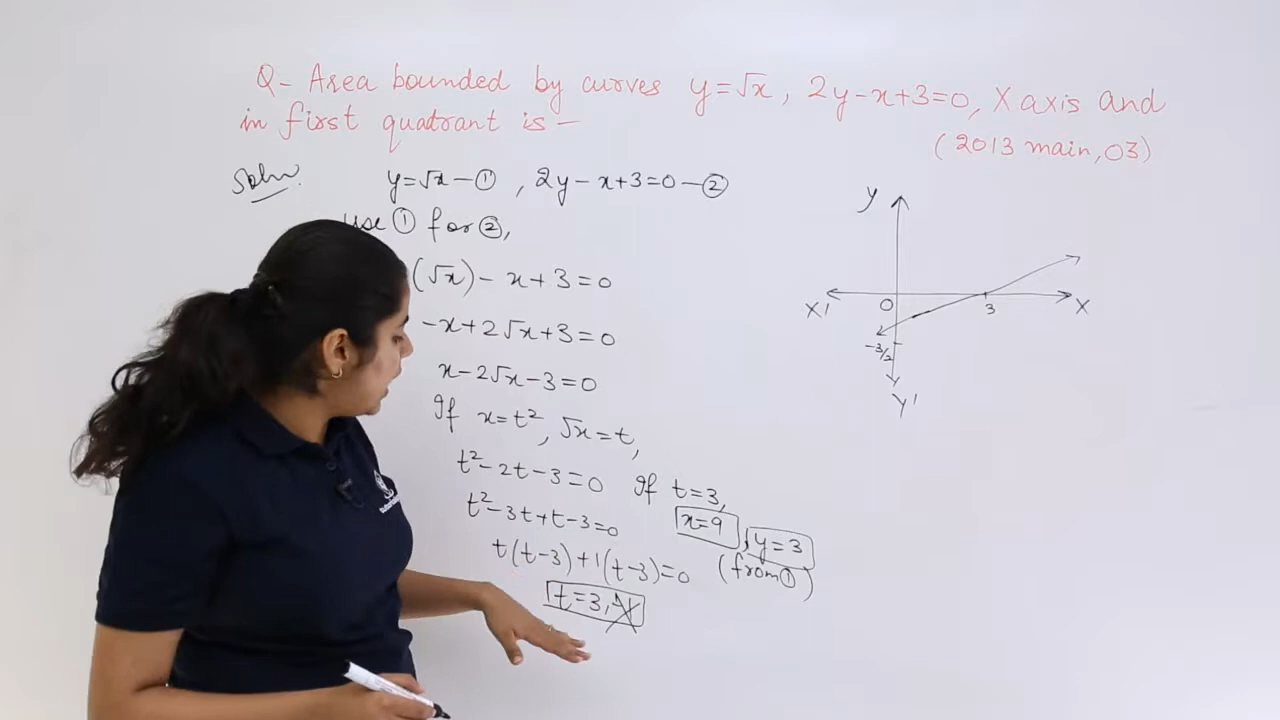 Q- Area bounded by curves y=√x, 2y-x+3=0, X axis and
in first quadrant is -
(2013 main, 03)
Soln.
y=√x-①, 2y-x+3=0-②
use ① for ②,
(√x)-x+3=0
-x+2√x+3=0
x-2√x-3=0
If x=t², √x=t,
t²-2t-3=0
t²-3t+t-3=0
t(t-3)+1(t-3)=0
t=3,
If t=3,
x=9, y=3
(from①)
Y
X' O 3 X
-3/2
Y'